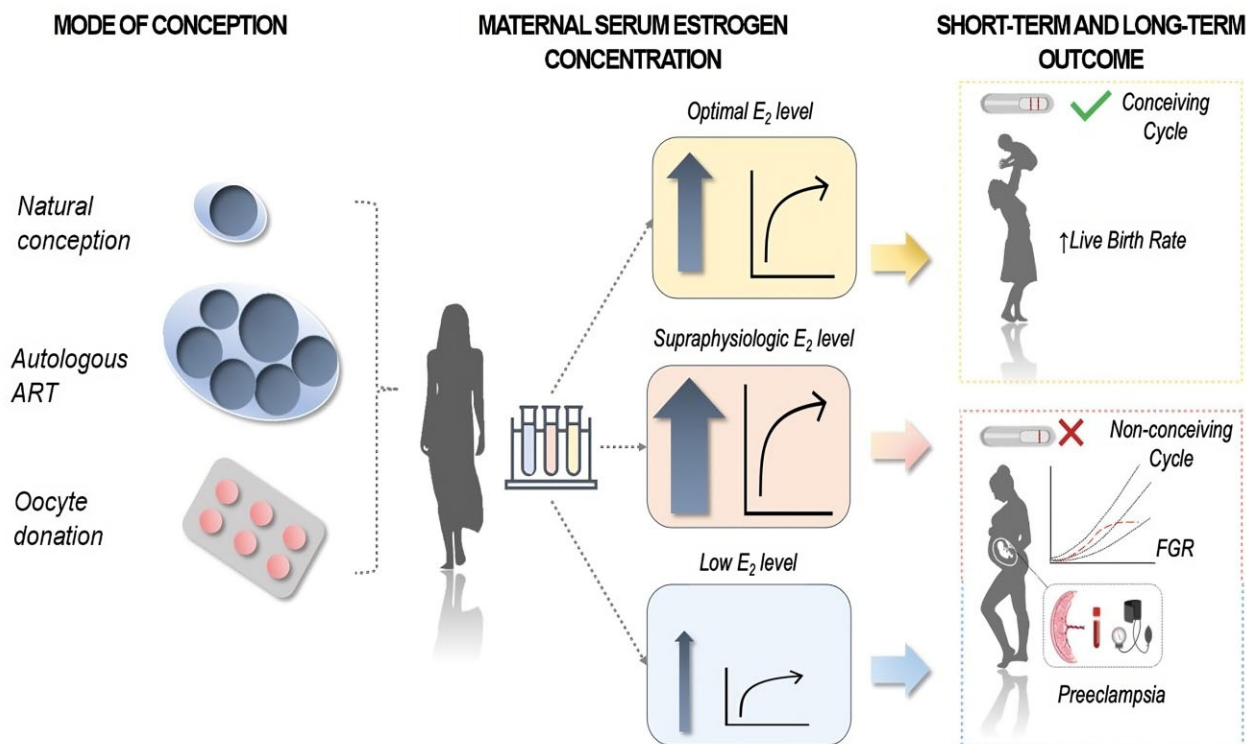 MODE OF CONCEPTION
MATERNAL SERUM ESTROGEN
CONCENTRATION
SHORT-TERM AND LONG-TERM
OUTCOME
Natural
conception
Autologous
ART
Oocyte
donation
Optimal E₂ level
Supraphysiologic E₂ level
Low E₂ level
Conceiving
Cycle
↑Live Birth Rate
Non-conceiving
Cycle
FGR
Preeclampsia